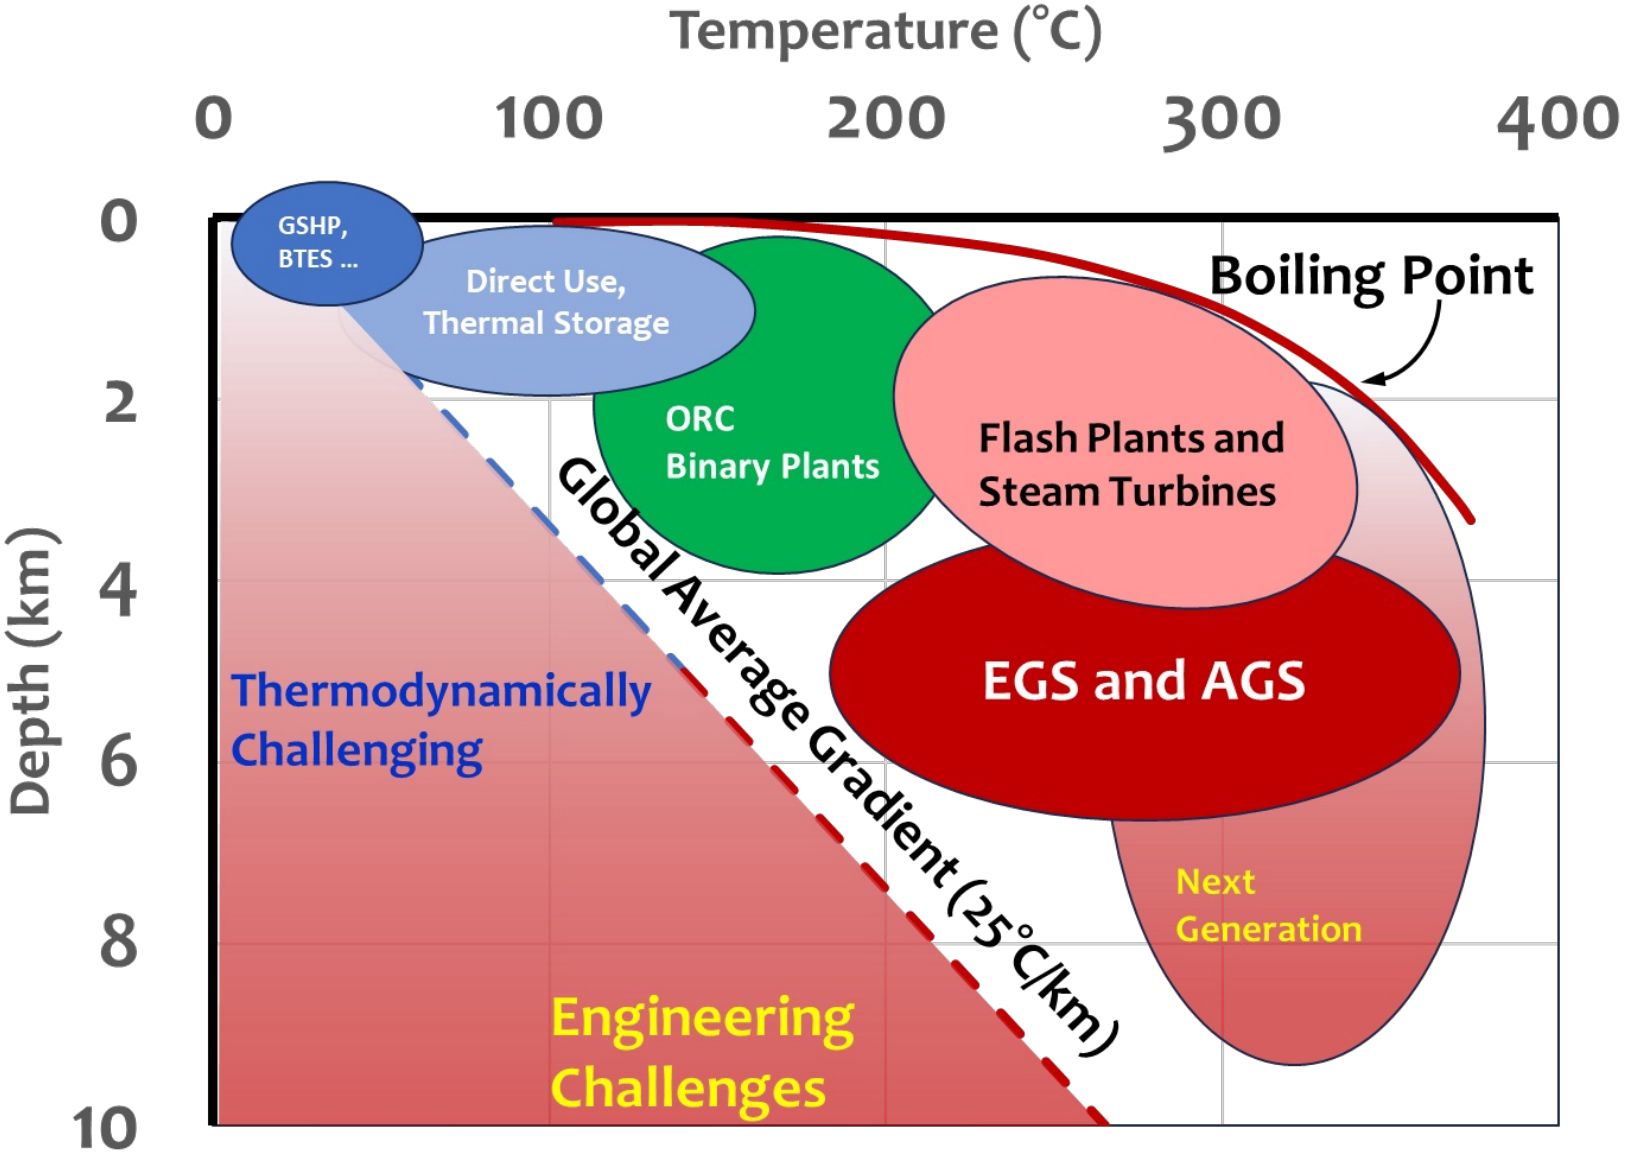 Temperature (°C)
0 100 200 300 400
Depth (km)
0
2
4
6
8
10
GSHP,
BTES ...
Direct Use,
Thermal Storage
ORC
Binary Plants
Flash Plants and
Steam Turbines
Boiling Point
EGS and AGS
Next
Generation
Global Average Gradient (25°C/km)
Thermodynamically
Challenging
Engineering
Challenges